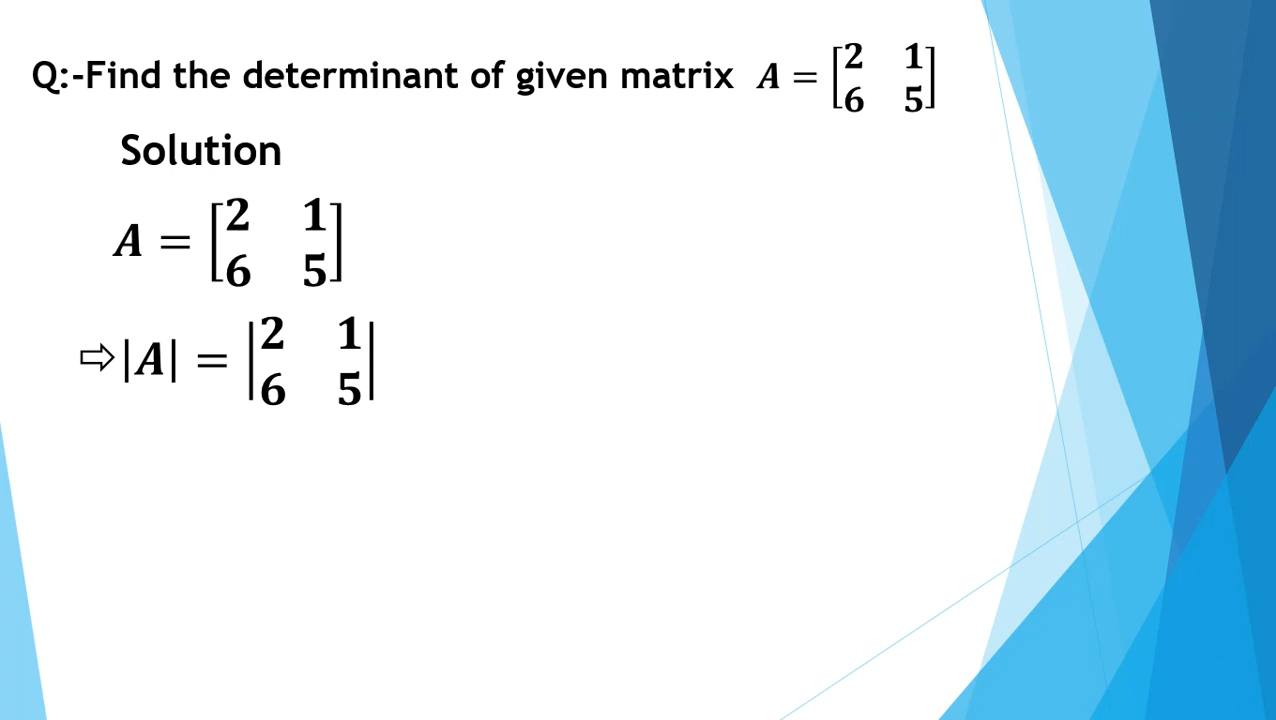 Q:-Find the determinant of given matrix A = [2 1
6 5]
Solution
A = [2 1
6 5]
⇨|A| = |2 1
6 5|